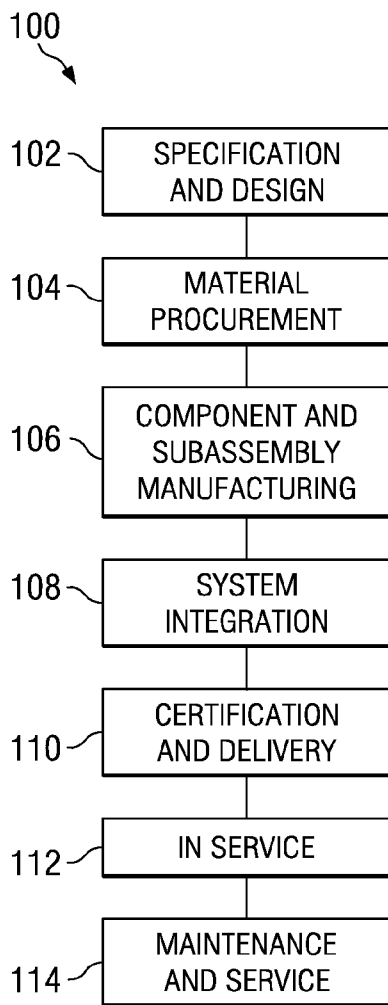 100
102
SPECIFICATION
AND DESIGN
104
MATERIAL
PROCUREMENT
106
COMPONENT AND
SUBASSEMBLY
MANUFACTURING
108
SYSTEM
INTEGRATION
110
CERTIFICATION
AND DELIVERY
112
IN SERVICE
114
MAINTENANCE
AND SERVICE